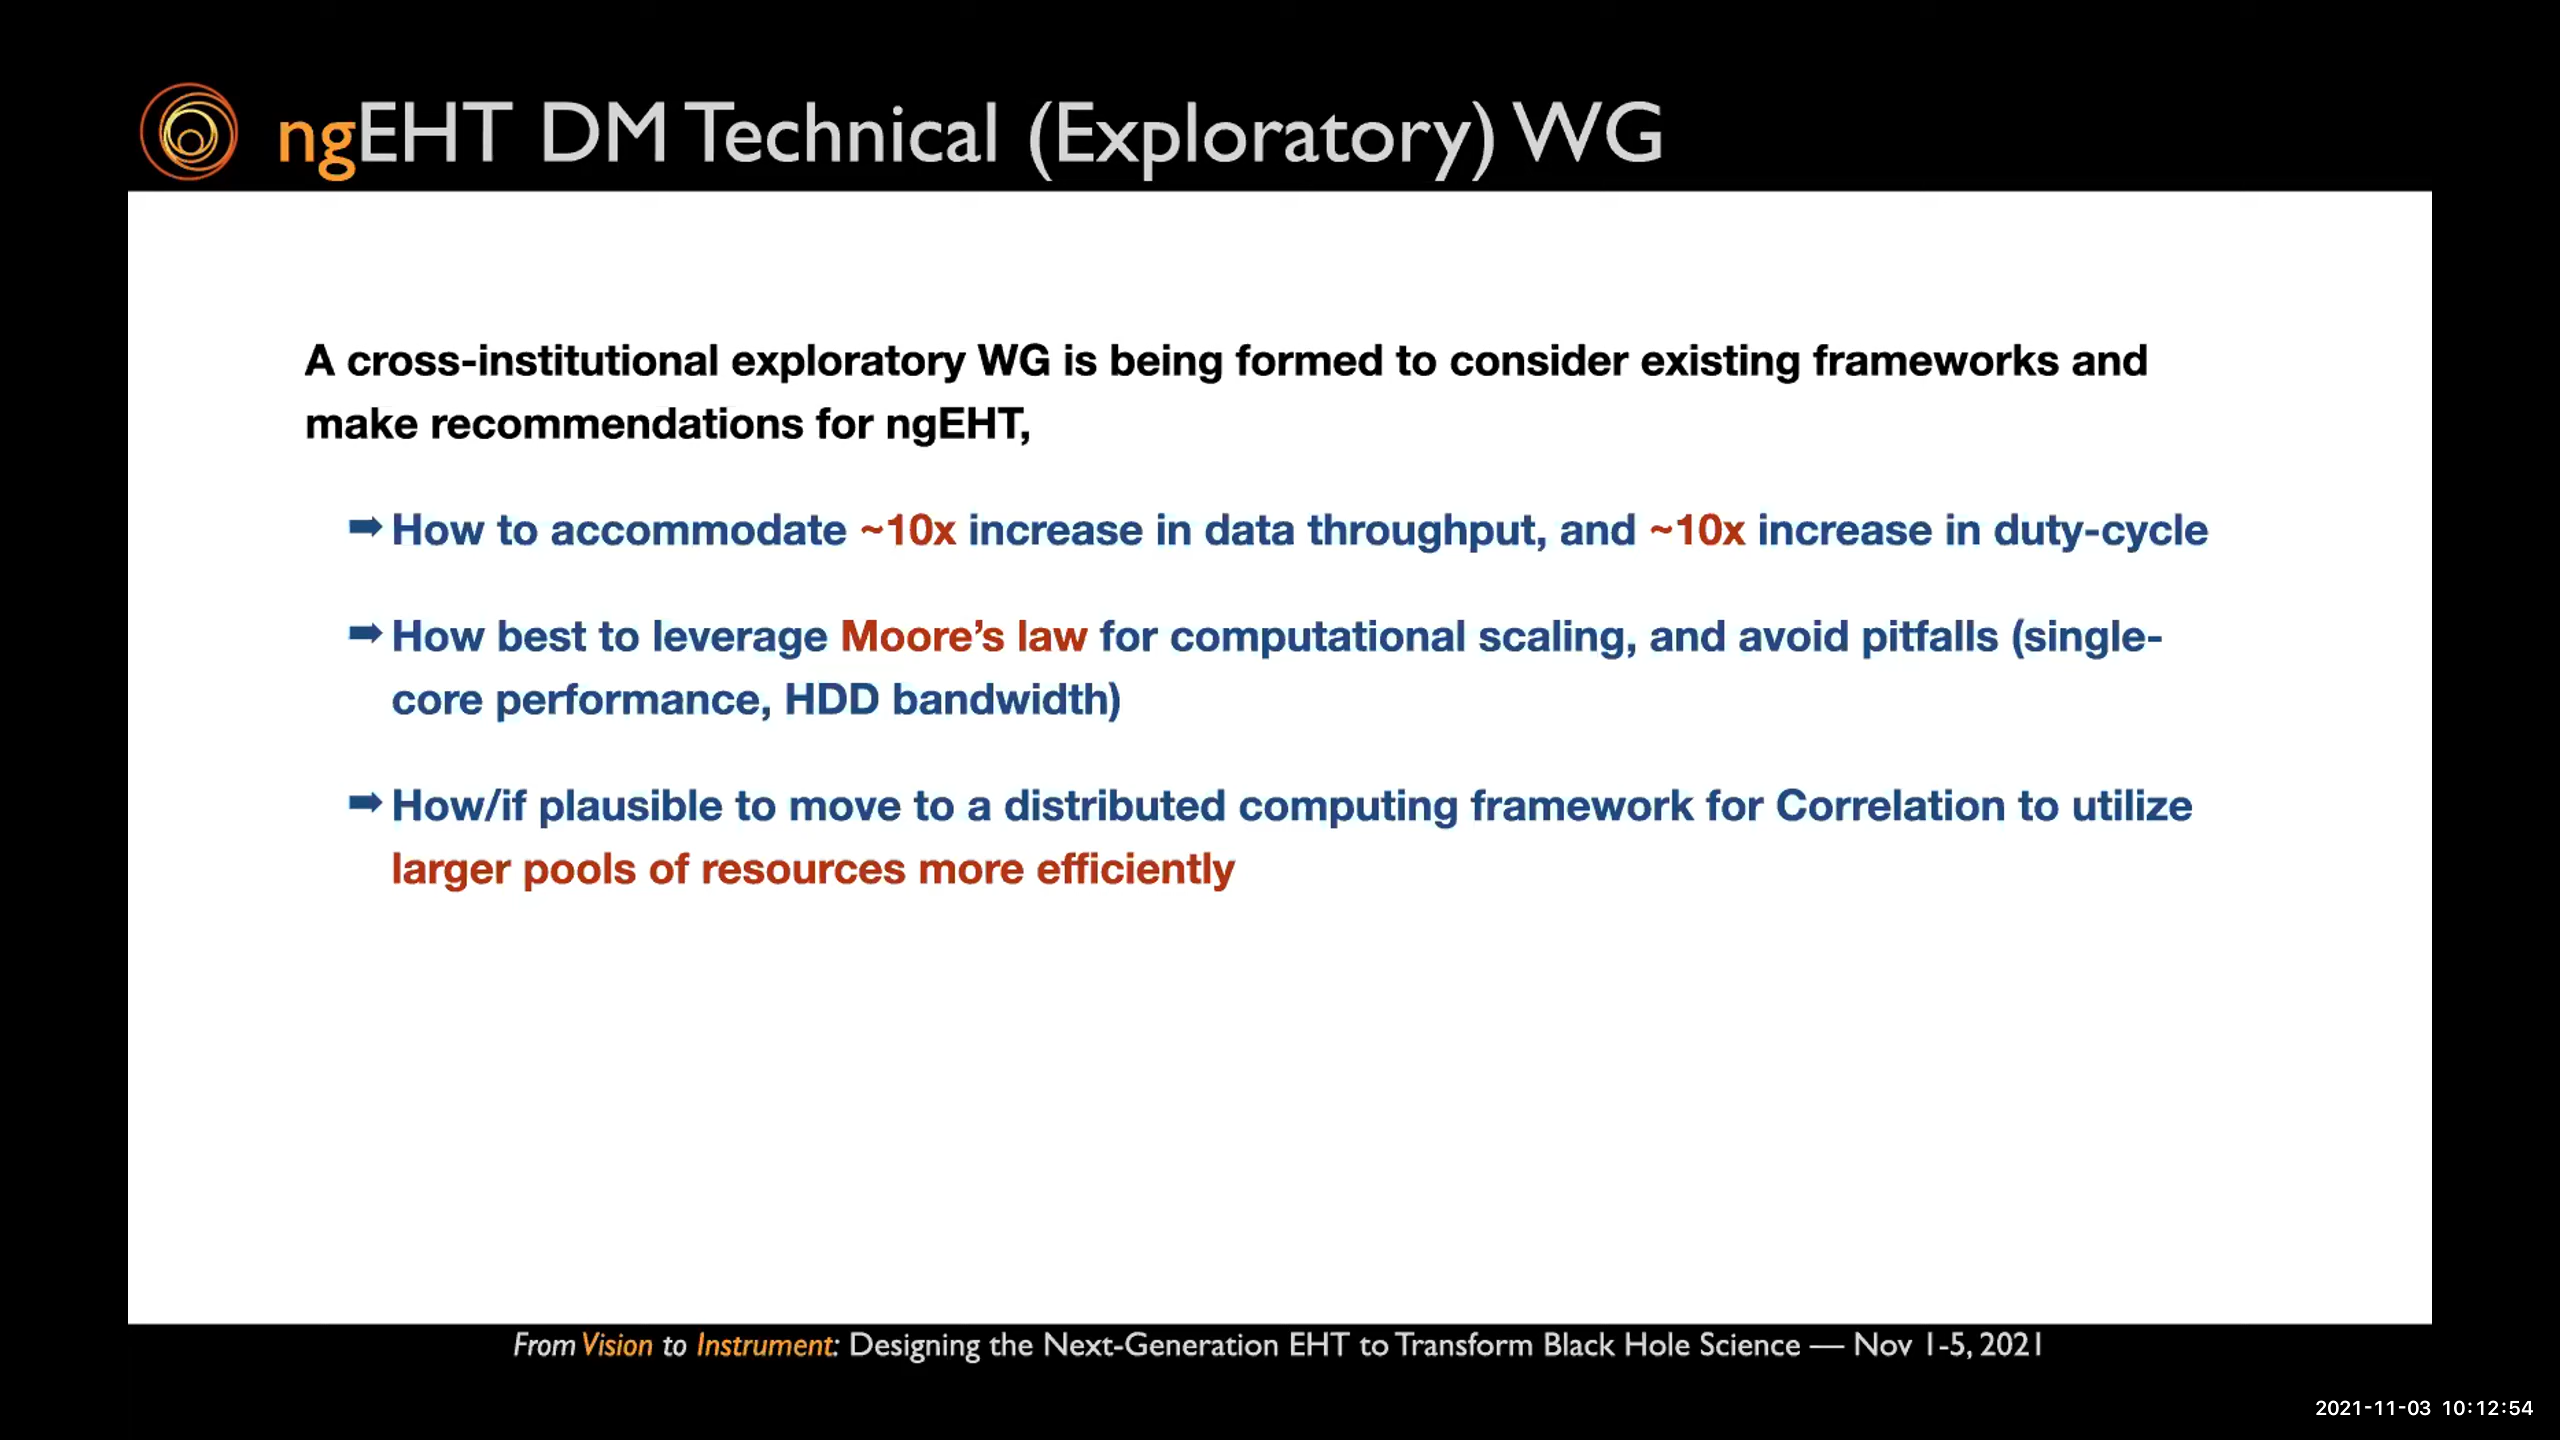 ngEHT DM Technical (Exploratory) WG
A cross-institutional exploratory WG is being formed to consider existing frameworks and
make recommendations for ngEHT,
➡ How to accommodate ~10x increase in data throughput, and ~10x increase in duty-cycle
➡ How best to leverage Moore’s law for computational scaling, and avoid pitfalls (single-
core performance, HDD bandwidth)
➡ How/if plausible to move to a distributed computing framework for Correlation to utilize
larger pools of resources more efficiently
From Vision to Instrument: Designing the Next-Generation EHT to Transform Black Hole Science — Nov 1-5, 2021
2021-11-03 10:12:54